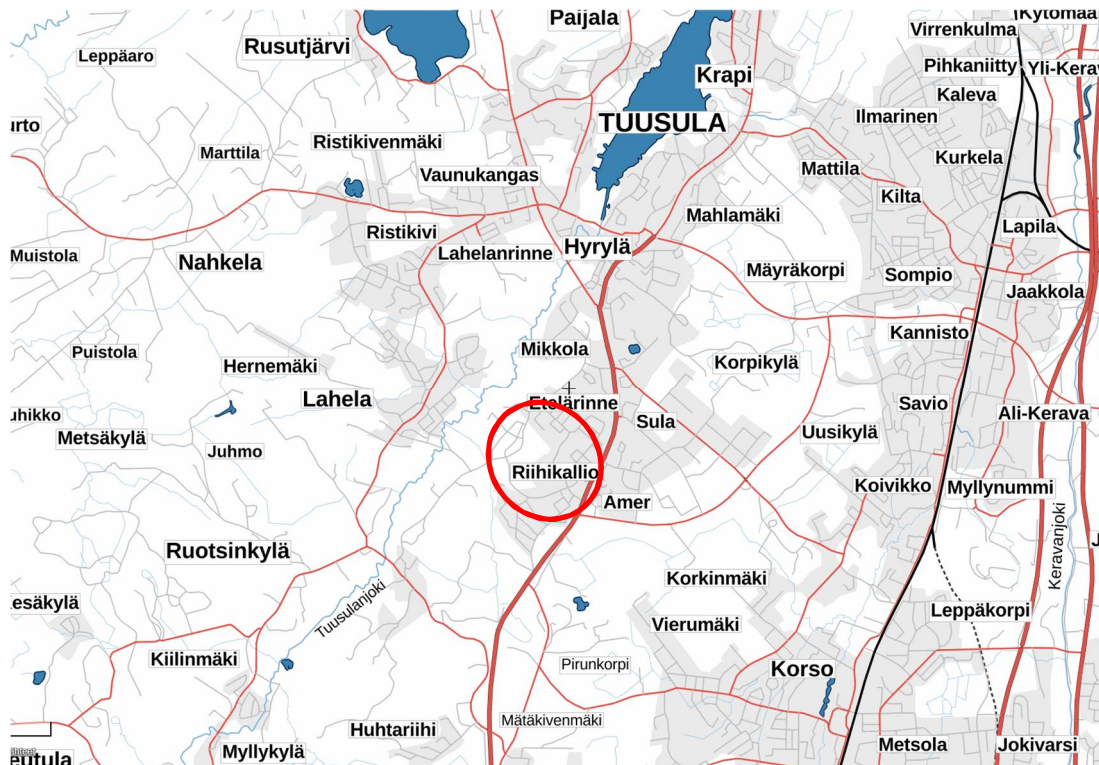 Kytömaa
Paijala
Virrenkulma
Rusutjärvi
Leppäaro
Pihkaniitty
Krapi
Kaleva
Ilmarinen
TUUSULA
Ristikivenmäki
Marttila
Kurkela
Mattila
Vaunukangas
Kilta
Mahlamäki
Lapila
Ristikivi
Hyrylä
Lahelanrinne
Muistola
Nahkela
Mäyräkorpi
Sompio
Jaakkola
Kannisto
Mikkola
Puistola
Hernemäki
Korpikylä
Lahela
Etelärinne
Savio
Ali-Kerava
Sula
Uusikylä
Metsäkylä
Juhmo
Riihikallio
Koivikko
Myllynummi
Amer
Keravanjoki
Ruotsinkylä
Korkinmäki
Tuusulanjoki
Leppäkorpi
Vierumäki
Kiilinmäki
Pirunkorpi
Korso
Mätäkivenmäki
Huhtariihi
Myllykylä
Metsola
Jokivarsi